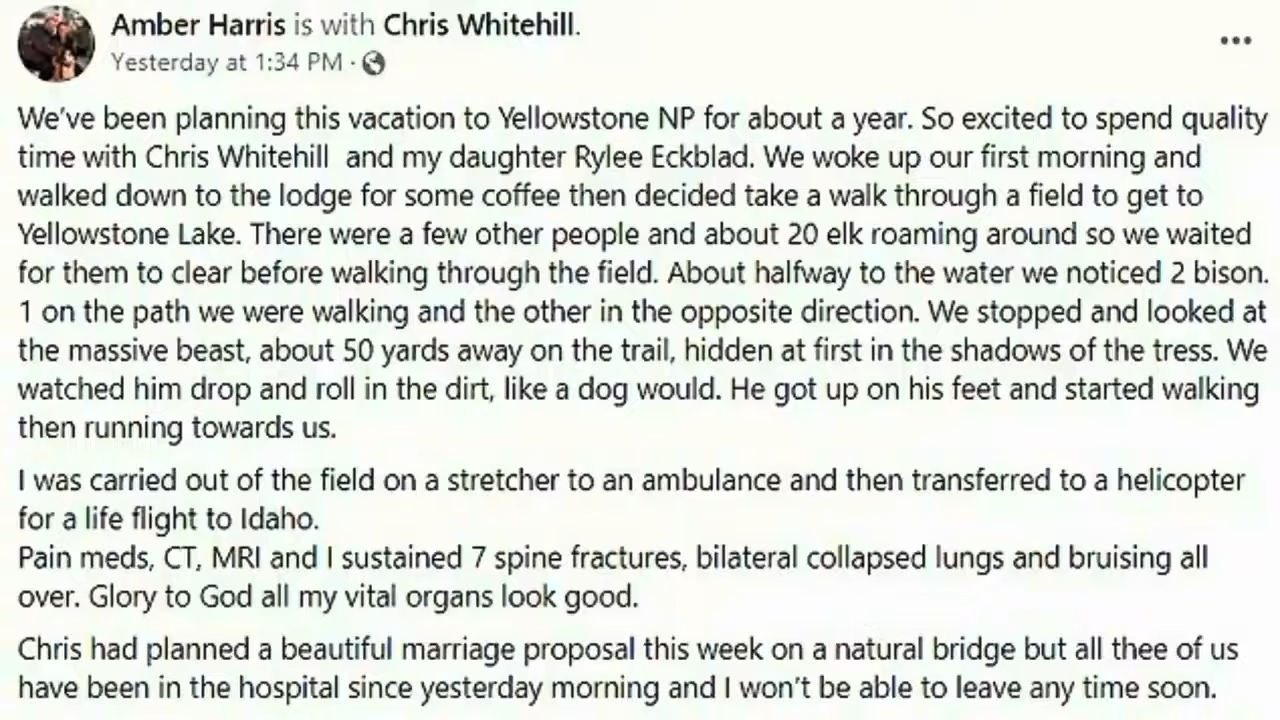 Amber Harris is with Chris Whitehill.
Yesterday at 1:34 PM ·
We've been planning this vacation to Yellowstone NP for about a year. So excited to spend quality
time with Chris Whitehill and my daughter Rylee Eckblad. We woke up our first morning and
walked down to the lodge for some coffee then decided take a walk through a field to get to
Yellowstone Lake. There were a few other people and about 20 elk roaming around so we waited
for them to clear before walking through the field. About halfway to the water we noticed 2 bison.
1 on the path we were walking and the other in the opposite direction. We stopped and looked at
the massive beast, about 50 yards away on the trail, hidden at first in the shadows of the tress. We
watched him drop and roll in the dirt, like a dog would. He got up on his feet and started walking
then running towards us.
I was carried out of the field on a stretcher to an ambulance and then transferred to a helicopter
for a life flight to Idaho.
Pain meds, CT, MRI and I sustained 7 spine fractures, bilateral collapsed lungs and bruising all
over. Glory to God all my vital organs look good.
Chris had planned a beautiful marriage proposal this week on a natural bridge but all thee of us
have been in the hospital since yesterday morning and I won't be able to leave any time soon.